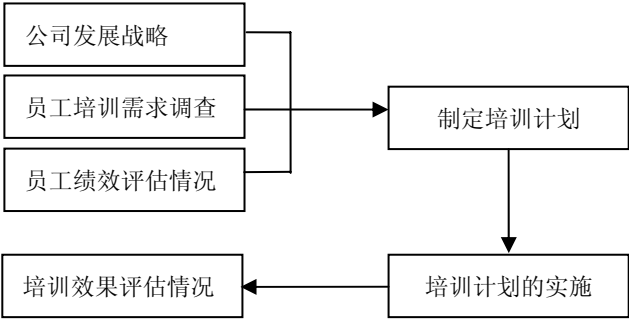 公司发展战略
员工培训需求调查
制定培训计划
员工绩效评估情况
培训效果评估情况
培训计划的实施